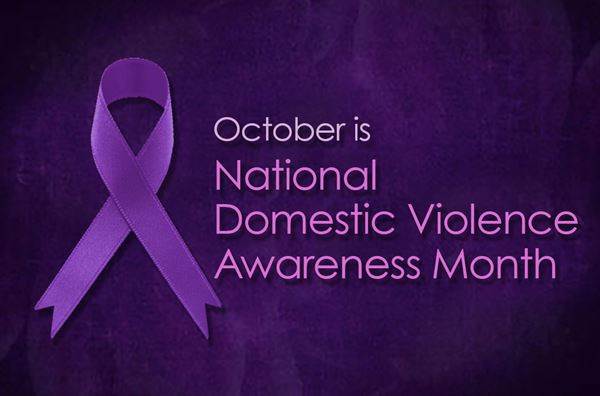 October is
National
Domestic Violence
Awareness Month